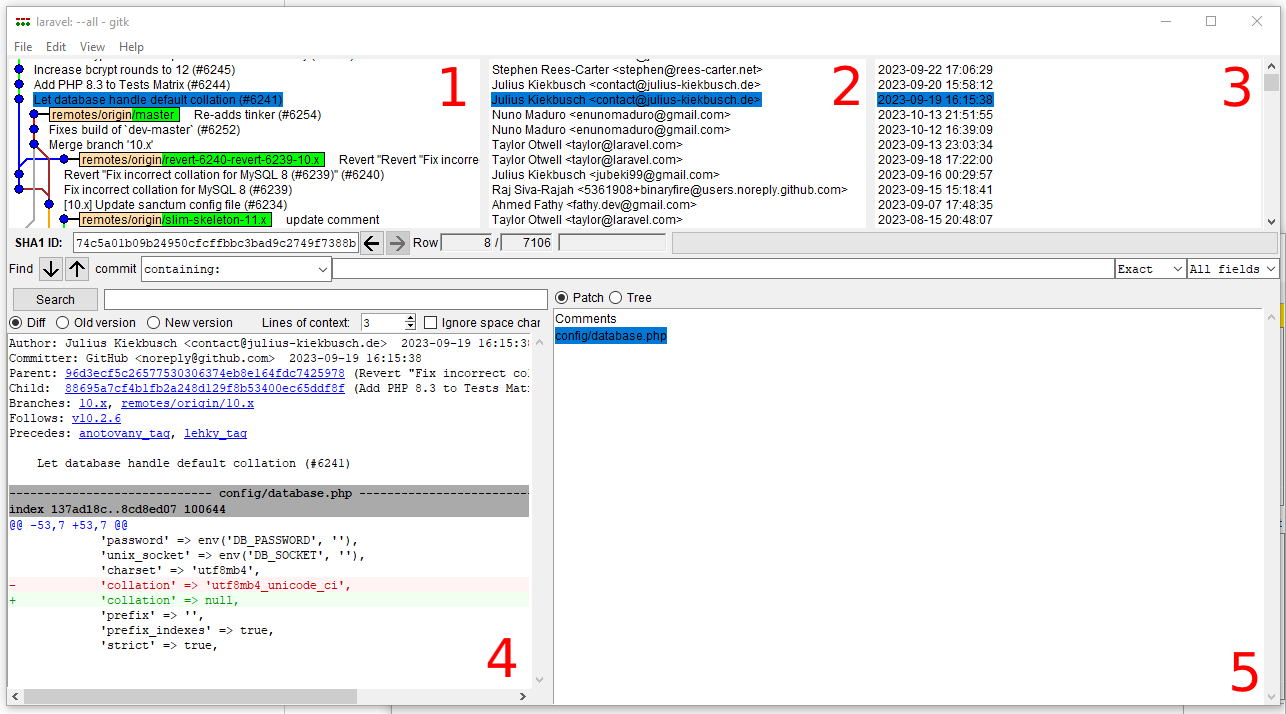 laravel: --all - gitk
File Edit View Help
Increase bcrypt rounds to 12 (#6245) Stephen Rees-Carter <stephen@rees-carter.net> 2023-09-22 17:06:29
Add PHP 8.3 to Tests Matrix (#6244) Julius Kiekbusch <contact@julius-kiekbusch.de> 2023-09-20 15:58:12
Let database handle default collation (#6241) Julius Kiekbusch <contact@julius-kiekbusch.de> 2023-09-19 16:15:38
1 2 3
remotes/origin/master Re-adds tinker (#6254) Nuno Maduro <enunomaduro@gmail.com> 2023-10-13 21:51:55
Fixes build of `dev-master` (#6252) Nuno Maduro <enunomaduro@gmail.com> 2023-10-12 16:39:09
Merge branch '10.x' Taylor Otwell <taylor@laravel.com> 2023-09-13 23:03:34
remotes/origin/revert-6240-revert-6239-10.x Revert "Revert "Fix incorre Taylor Otwell <taylor@laravel.com> 2023-09-18 17:22:00
Revert "Fix incorrect collation for MySQL 8 (#6239)" (#6240) Julius Kiekbusch <jubeki99@gmail.com> 2023-09-16 00:29:57
Fix incorrect collation for MySQL 8 (#6239) Raj Siva-Rajah <5361908+binaryfire@users.noreply.github.com> 2023-09-15 15:18:41
[10.x] Update sanctum config file (#6234) Ahmed Fathy <fathy.dev@gmail.com> 2023-09-07 17:48:35
remotes/origin/slim-skeleton-11.x update comment Taylor Otwell <taylor@laravel.com> 2023-08-15 20:48:07
SHA1 ID: 74c5a01b09b24950cfcffbbc3bad9c2749f7388b Row 8 / 7106
Find commit containing: Exact All fields
Search
Patch Tree
Diff Old version New version Lines of context: 3 Ignore space char
Comments
config/database.php
Author: Julius Kiekbusch <contact@julius-kiekbusch.de> 2023-09-19 16:15:38
Committer: GitHub <noreply@github.com> 2023-09-19 16:15:38
Parent: 96d3ecf5c26577530306374eb8e164fdc7425978 (Revert "Fix incorrect co
Child: 88695a7cf4b1fb2a248d129f8b53400ec65ddf8f (Add PHP 8.3 to Tests Mat
Branches: 10.x, remotes/origin/10.x
Follows: v10.2.6
Precedes: anotovany_tag, lehky_tag
Let database handle default collation (#6241)
---------------------------- config/database.php ------------------------
index 137ad18c..8cd8ed07 100644
@@ -53,7 +53,7 @@
'password' => env('DB_PASSWORD', ''),
'unix_socket' => env('DB_SOCKET', ''),
'charset' => 'utf8mb4',
- 'collation' => 'utf8mb4_unicode_ci',
+ 'collation' => null,
'prefix' => '',
'prefix_indexes' => true,
'strict' => true,
4 5